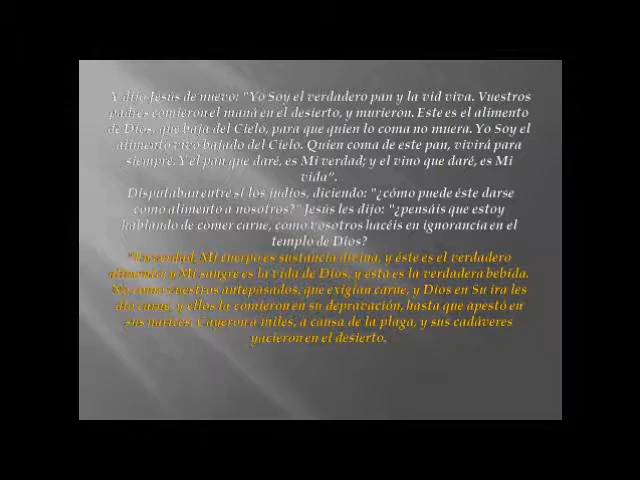 Y dijo Jesús de nuevo: "Yo Soy el verdadero pan y la vid viva. Vuestros
padres comieron el maná en el desierto, y murieron. Este es el alimento
de Dios, que baja del Cielo, para que quien lo coma no muera. Yo Soy el
alimento vivo bajado del Cielo. Quien coma de este pan, vivirá para
siempre. Y el pan que daré, es Mi verdad; y el vino que daré, es Mi
vida".
Disputaban entre sí los judíos, diciendo: "¿cómo puede éste darse
como alimento a nosotros?" Jesús les dijo: "¿pensáis que estoy
hablando de comer carne, como vosotros hacéis en ignorancia en el
templo de Dios?
"En verdad, Mi cuerpo es sustancia divina, y éste es el verdadero
alimento; y Mi sangre es la vida de Dios, y ésta es la verdadera bebida.
No como vuestros antepasados, que exigían carne, y Dios en Su ira les
dio carne, y ellos la comieron en su depravación, hasta que apestó en
sus narices. Cayeron a miles, a causa de la plaga, y sus cadáveres
yacieron en el desierto.